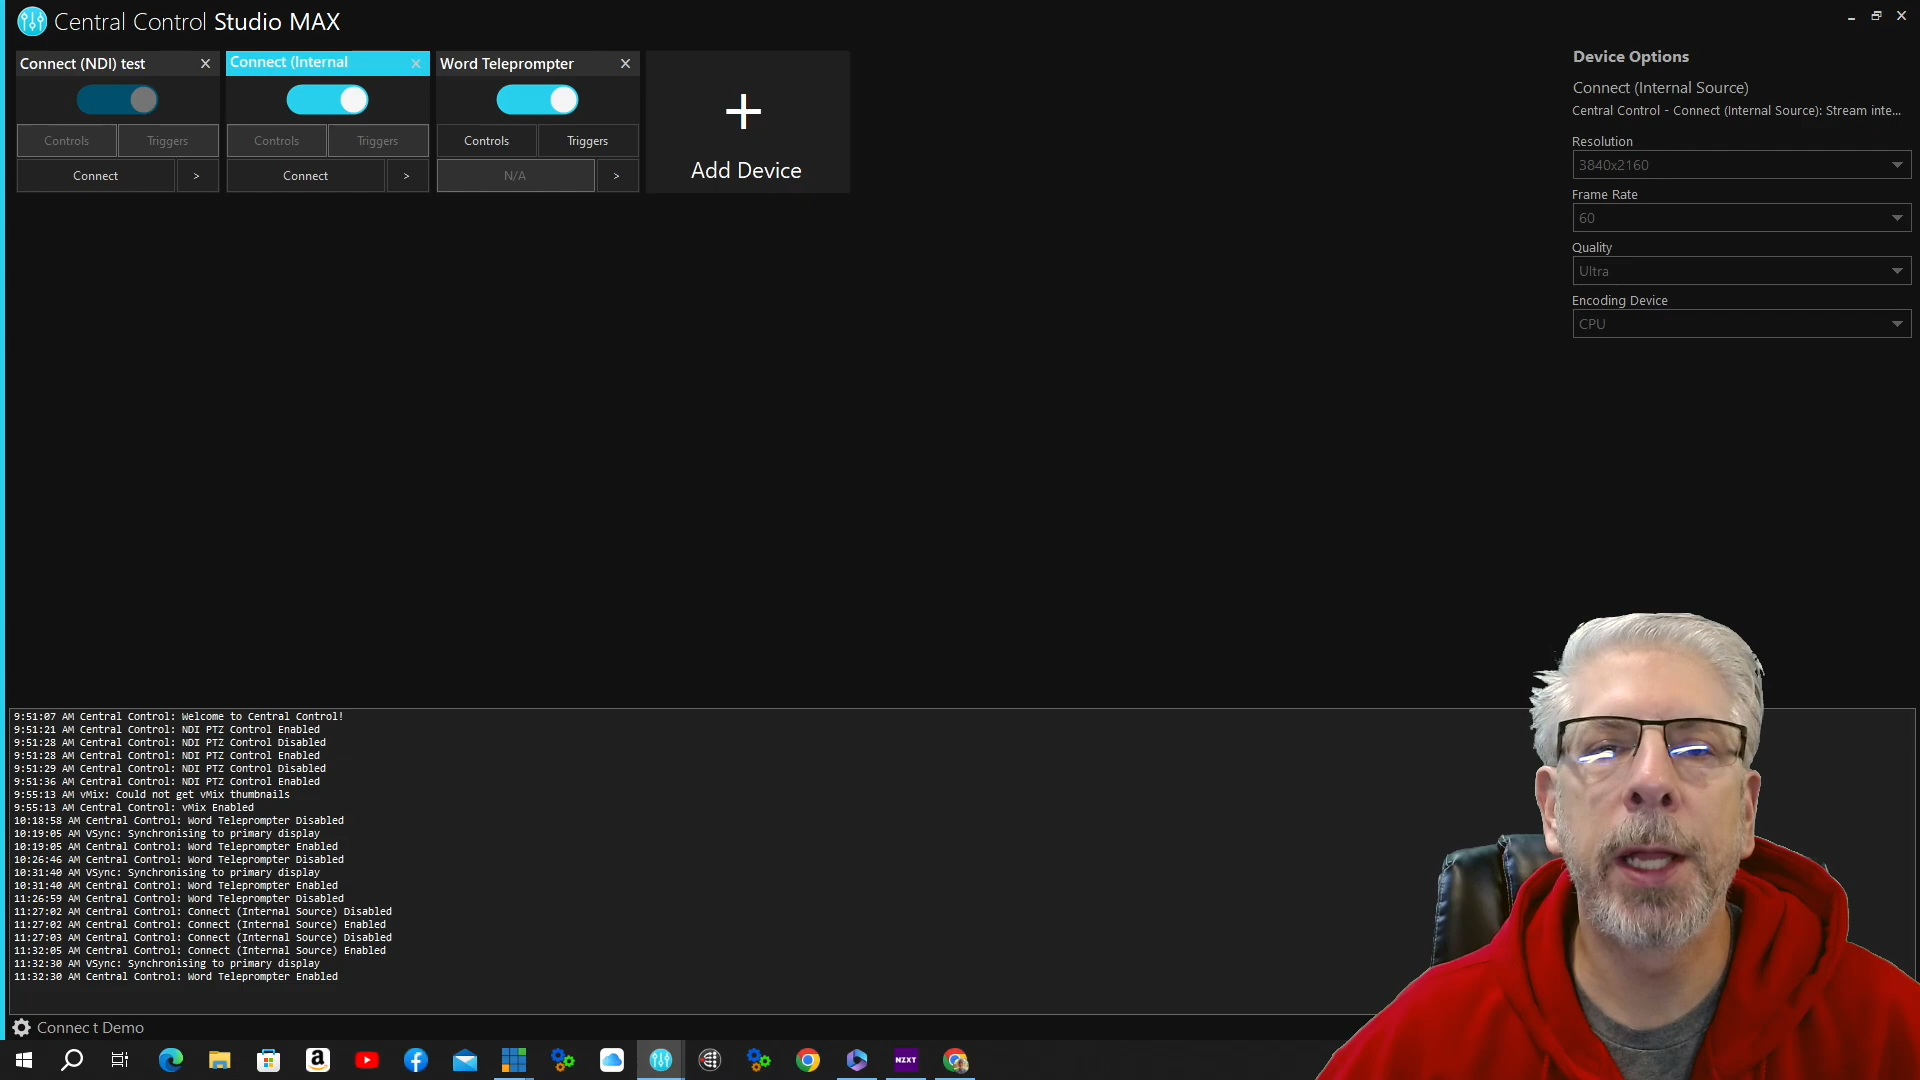 Central Control Studio MAX
Connect (NDI) test
Connect (Internal
Word Teleprompter
Controls Triggers
Controls Triggers
Controls Triggers
Connect >
Connect >
N/A >
Add Device
Device Options
Connect (Internal Source)
Central Control - Connect (Internal Source): Stream inte...
Resolution
3840x2160
Frame Rate
60
Quality
Ultra
Encoding Device
CPU
9:51:07 AM Central Control: Welcome to Central Control!
9:51:21 AM Central Control: NDI PTZ Control Enabled
9:51:28 AM Central Control: NDI PTZ Control Disabled
9:51:28 AM Central Control: NDI PTZ Control Enabled
9:51:29 AM Central Control: NDI PTZ Control Disabled
9:51:36 AM Central Control: NDI PTZ Control Enabled
9:55:13 AM vMix: Could not get vMix thumbnails
9:55:13 AM Central Control: vMix Enabled
10:18:58 AM Central Control: Word Teleprompter Disabled
10:19:05 AM VSync: Synchronising to primary display
10:19:05 AM Central Control: Word Teleprompter Enabled
10:26:46 AM Central Control: Word Teleprompter Disabled
10:31:40 AM VSync: Synchronising to primary display
10:31:40 AM Central Control: Word Teleprompter Enabled
11:26:59 AM Central Control: Word Teleprompter Disabled
11:27:02 AM Central Control: Connect (Internal Source) Disabled
11:27:02 AM Central Control: Connect (Internal Source) Enabled
11:27:03 AM Central Control: Connect (Internal Source) Disabled
11:32:05 AM Central Control: Connect (Internal Source) Enabled
11:32:30 AM VSync: Synchronising to primary display
11:32:30 AM Central Control: Word Teleprompter Enabled
Connec t Demo
NZXT